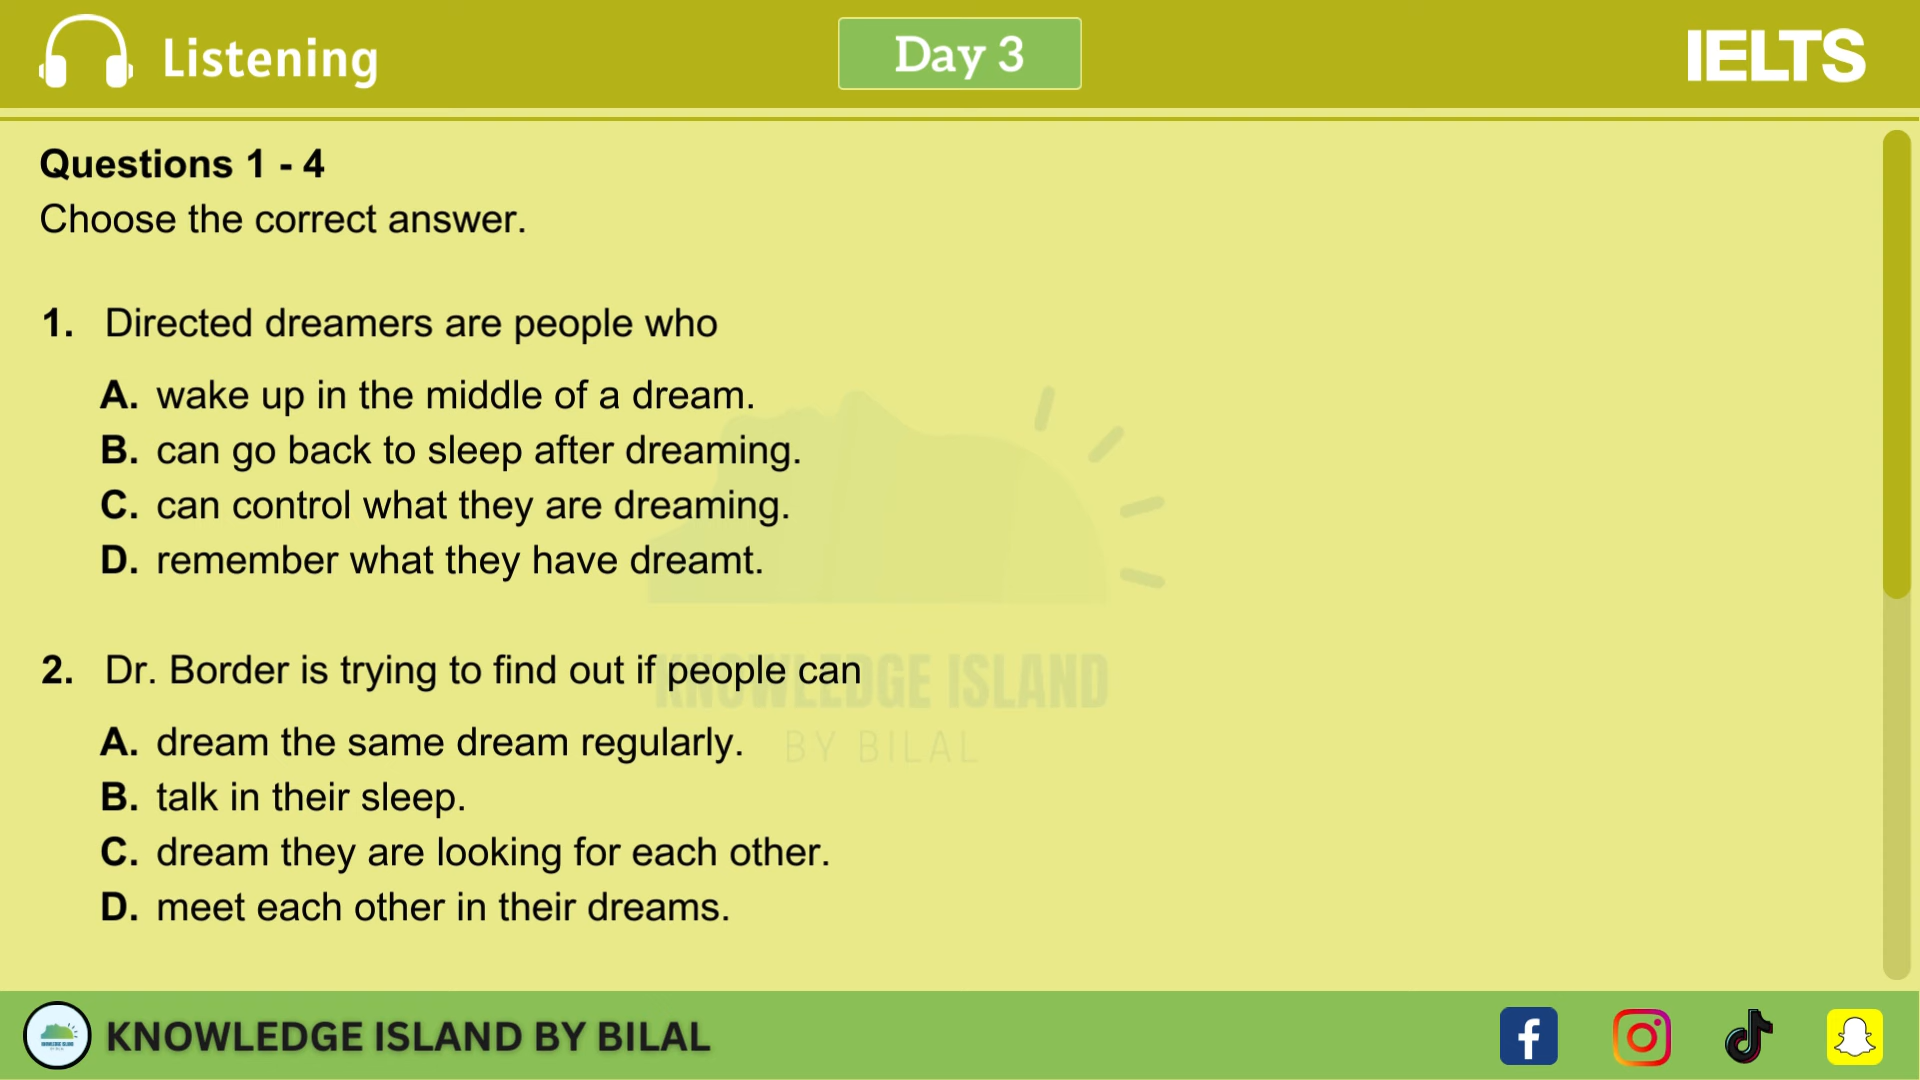 Listening
Day 3
IELTS
Questions 1 - 4
Choose the correct answer.
1. Directed dreamers are people who
A. wake up in the middle of a dream.
B. can go back to sleep after dreaming.
C. can control what they are dreaming.
D. remember what they have dreamt.
2. Dr. Border is trying to find out if people can
A. dream the same dream regularly.
B. talk in their sleep.
C. dream they are looking for each other.
D. meet each other in their dreams.
KNOWLEDGE ISLAND
BY BILAL
KNOWLEDGE ISLAND BY BILAL